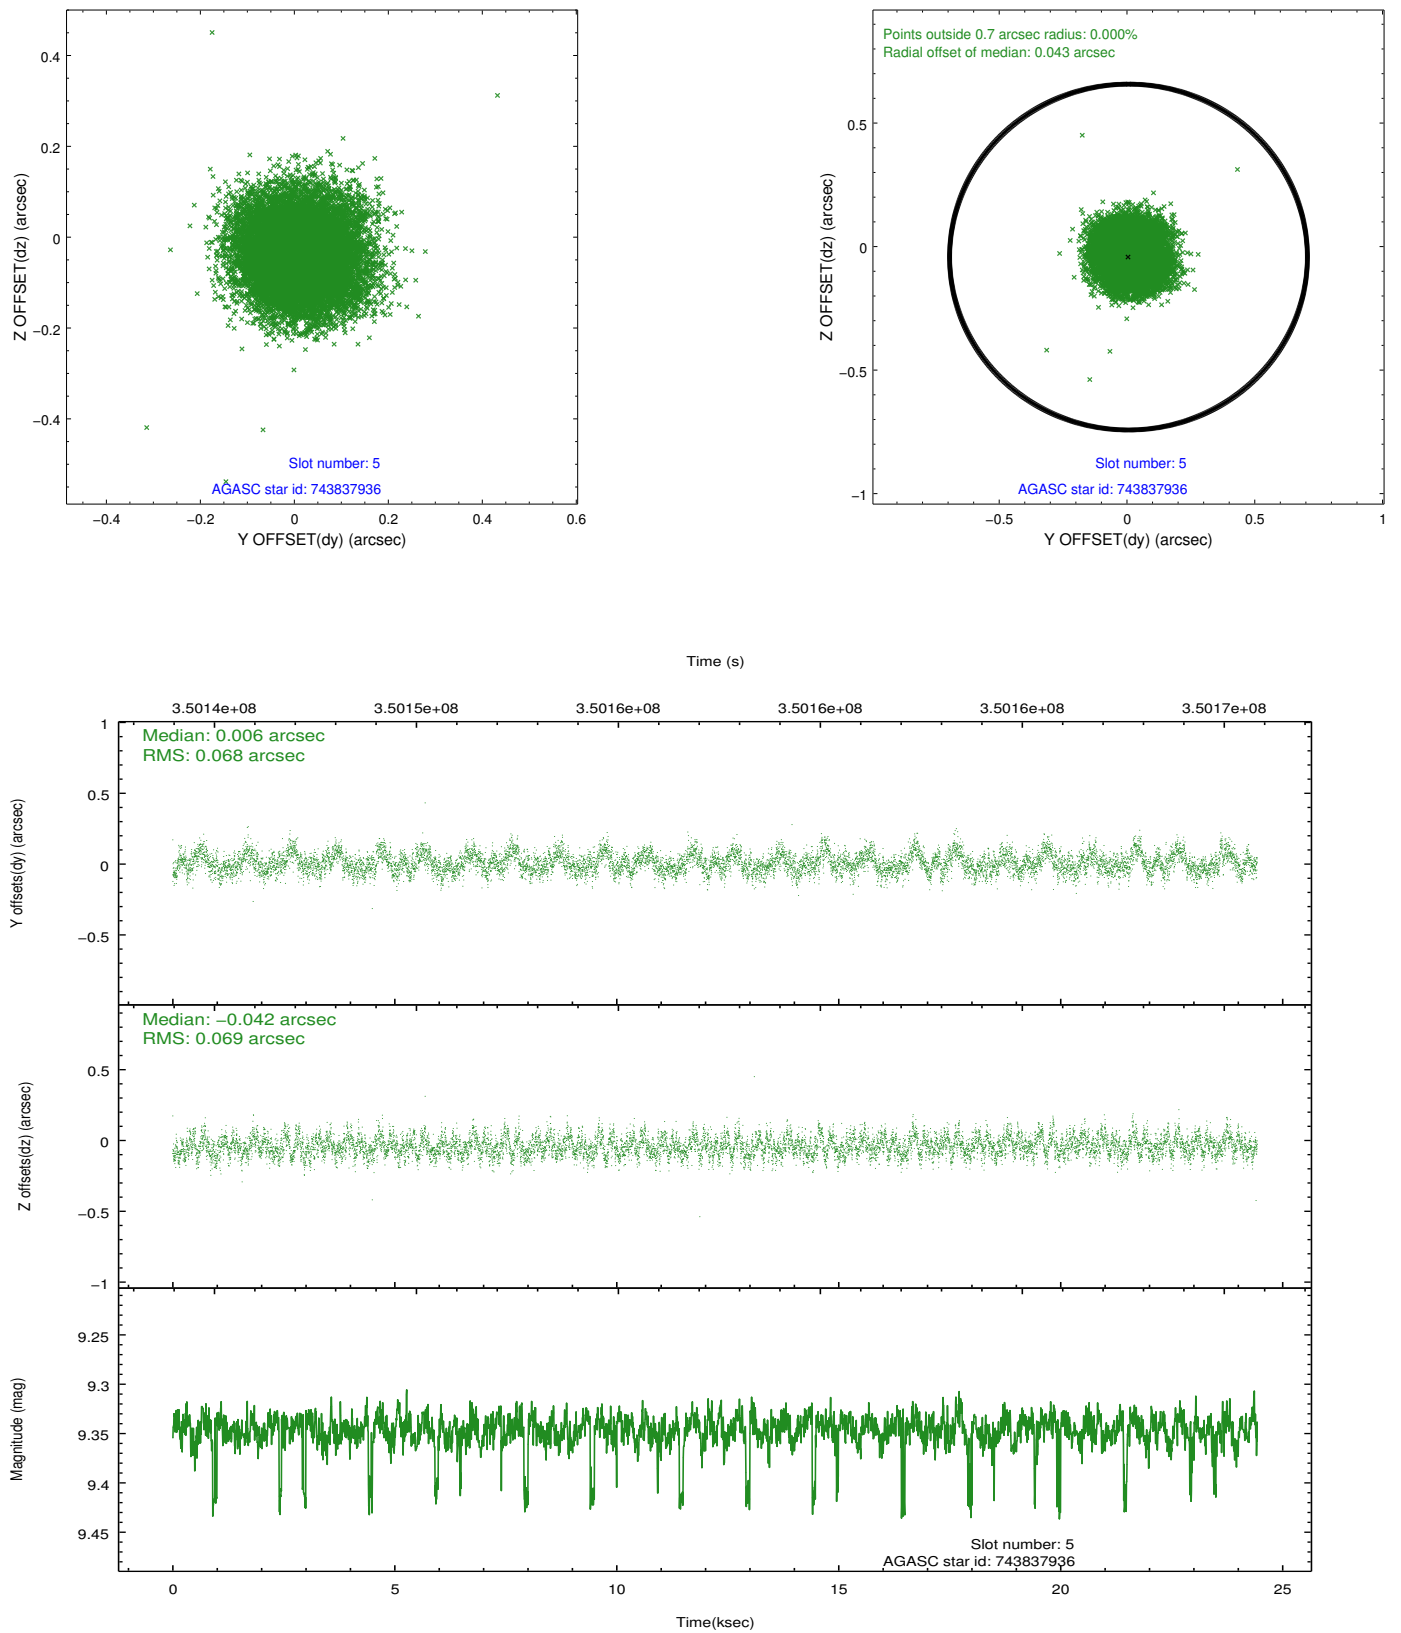 0.4
0.2
0
−0.2
−0.4
Z OFFSET(dz) (arcsec)
Slot number: 5
AGASC star id: 743837936
−0.4 −0.2 0 0.2 0.4 0.6
Y OFFSET(dy) (arcsec)
Points outside 0.7 arcsec radius: 0.000%
Radial offset of median: 0.043 arcsec
0.5
0
−0.5
−1
Z OFFSET(dz) (arcsec)
Slot number: 5
AGASC star id: 743837936
−0.5 0 0.5 1
Y OFFSET(dy) (arcsec)
Time (s)
3.5014e+08 3.5015e+08 3.5016e+08 3.5016e+08 3.5016e+08 3.5017e+08
1
0.5
0
−0.5
Y offsets(dy) (arcsec)
Median: 0.006 arcsec
RMS: 0.068 arcsec
0.5
0
−0.5
−1
Z offsets(dz) (arcsec)
Median: −0.042 arcsec
RMS: 0.069 arcsec
9.25
9.3
9.35
9.4
9.45
Magnitude (mag)
Slot number: 5
AGASC star id: 743837936
0 5 10 15 20 25
Time(ksec)